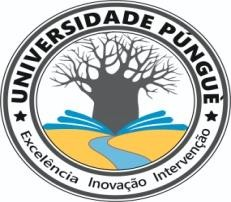 UNIVERSIDADE PÚNGUÈ
Excelência Inovação Intervenção